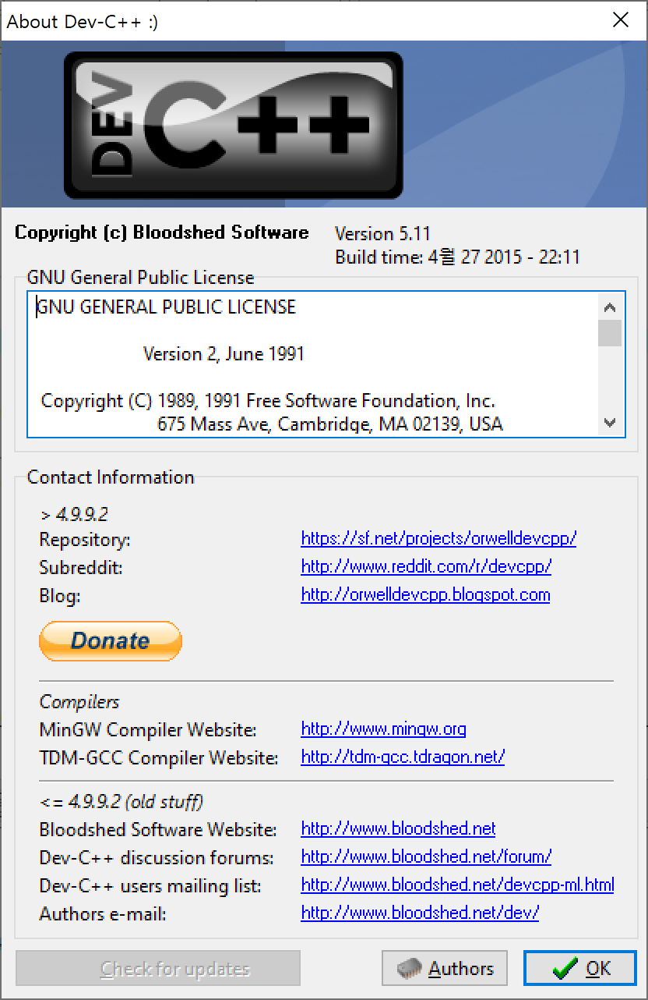 About Dev-C++ :)
DEV C++
Copyright (c) Bloodshed Software
Version 5.11
Build time: 4월 27 2015 - 22:11
GNU General Public License
GNU GENERAL PUBLIC LICENSE
Version 2, June 1991
Copyright (C) 1989, 1991 Free Software Foundation, Inc.
675 Mass Ave, Cambridge, MA 02139, USA
Contact Information
> 4.9.9.2
Repository: https://sf.net/projects/orwelldevcpp/
Subreddit: http://www.reddit.com/r/devcpp/
Blog: http://orwelldevcpp.blogspot.com
Donate
Compilers
MinGW Compiler Website: http://www.mingw.org
TDM-GCC Compiler Website: http://tdm-gcc.tdragon.net/
<= 4.9.9.2 (old stuff)
Bloodshed Software Website: http://www.bloodshed.net
Dev-C++ discussion forums: http://www.bloodshed.net/forum/
Dev-C++ users mailing list: http://www.bloodshed.net/devcpp-ml.html
Authors e-mail: http://www.bloodshed.net/dev/
Check for updates
Authors
OK